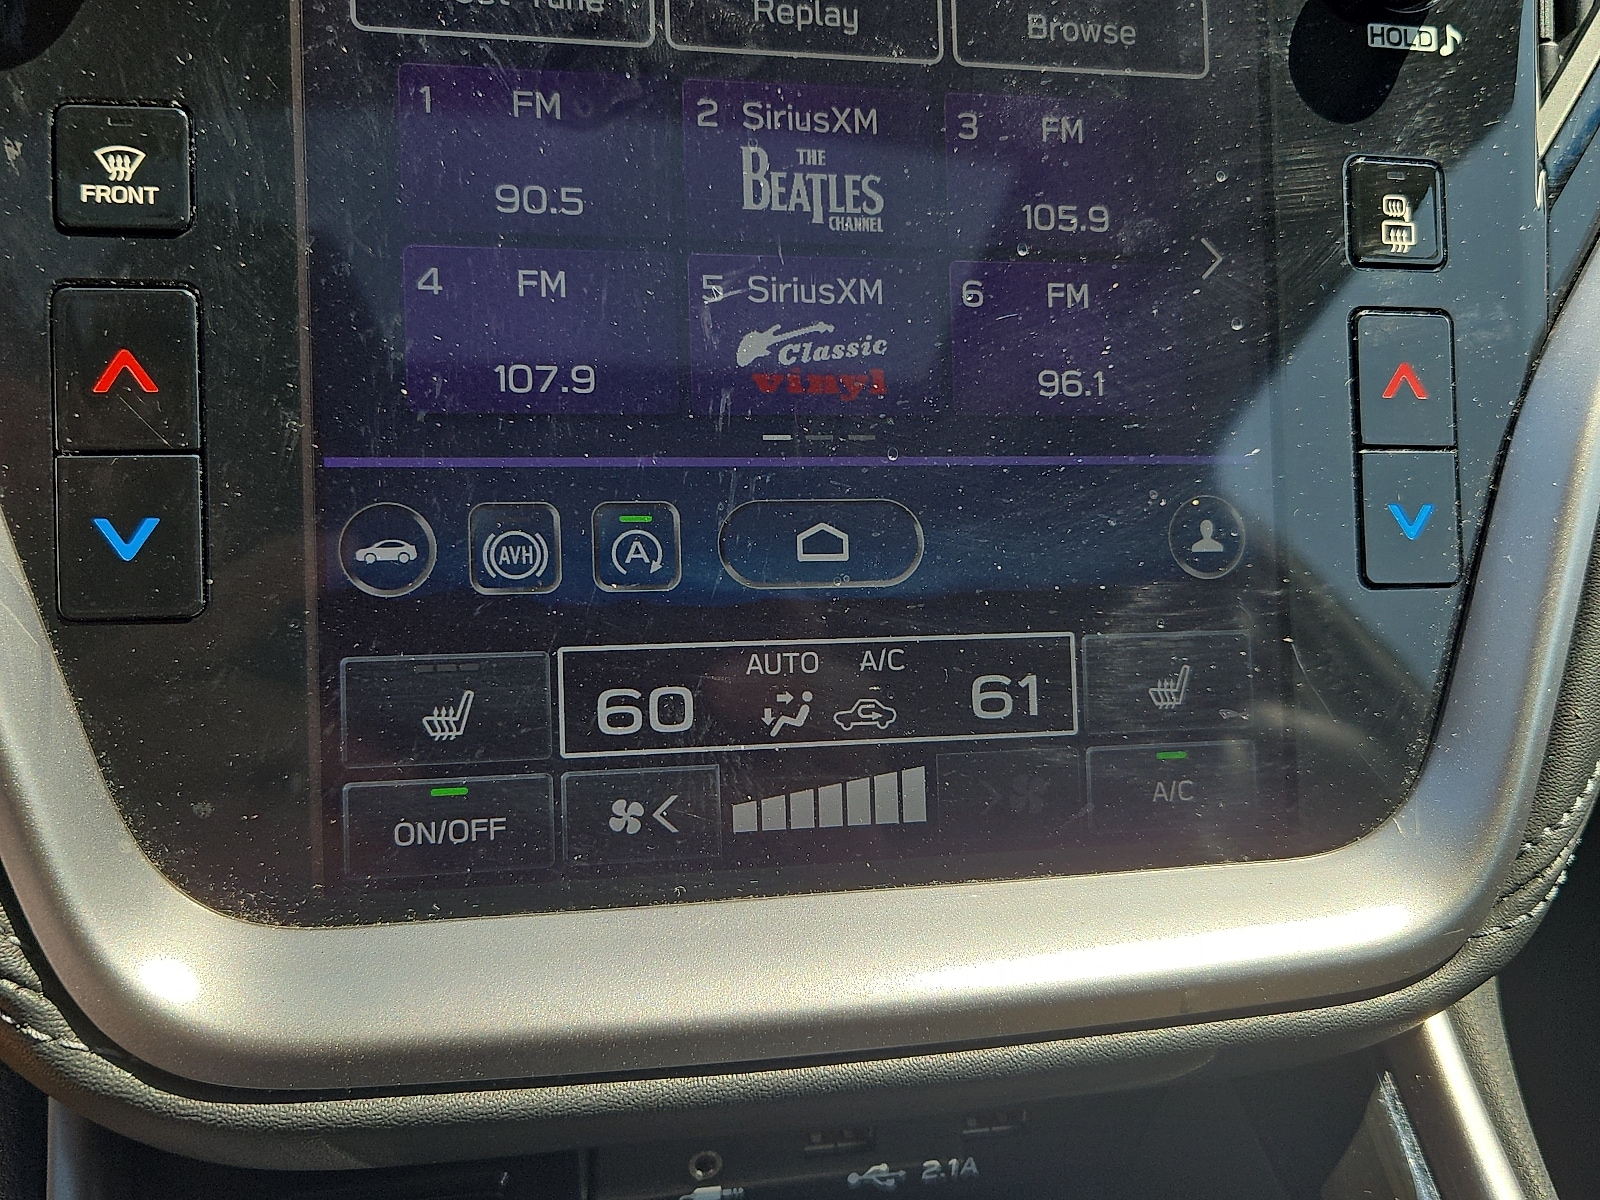 Tune
Replay
Browse
HOLD
FRONT
1 FM
90.5
2 SiriusXM
THE
BEATLES
CHANNEL
3 FM
105.9
4 FM
107.9
5 SiriusXM
Classic
vinyl
6 FM
96.1
AVH
A
AUTO A/C
60
61
ON/OFF
A/C
2.1A